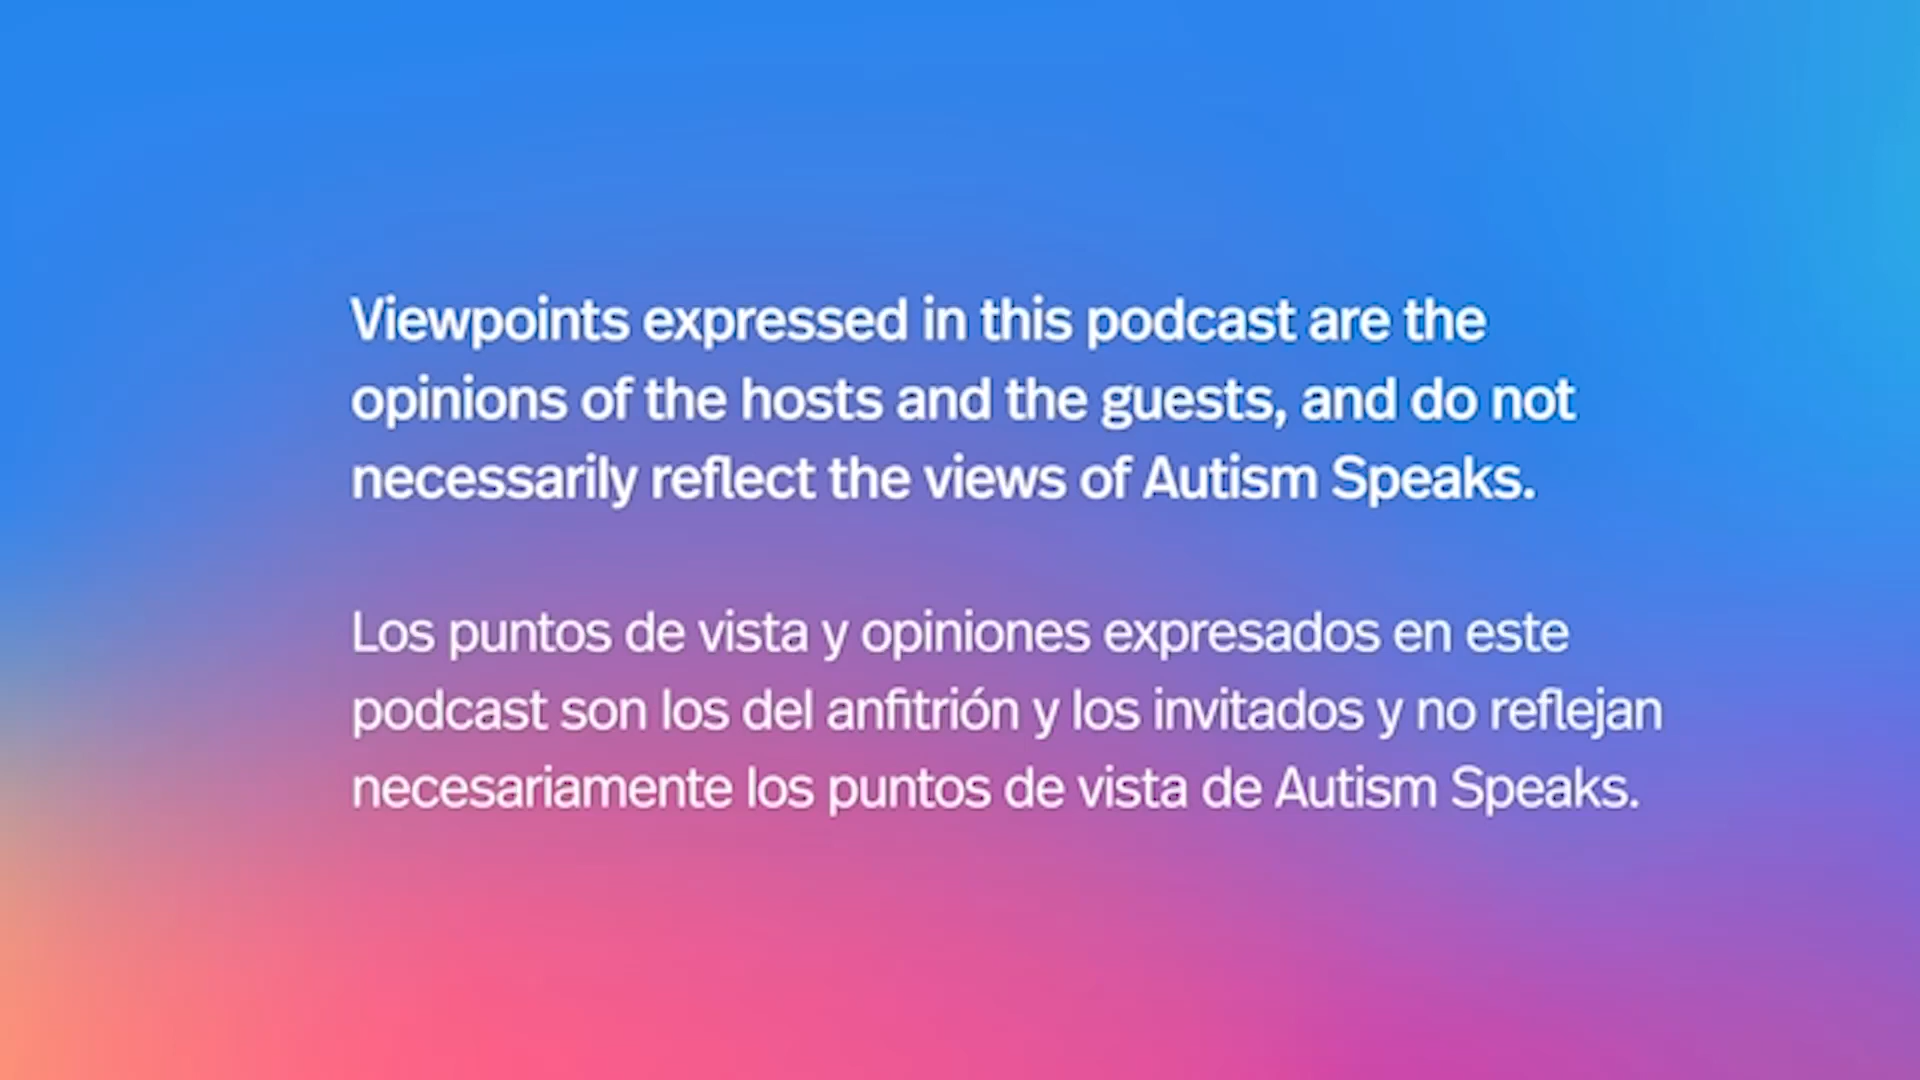 Viewpoints expressed in this podcast are the
opinions of the hosts and the guests, and do not
necessarily reflect the views of Autism Speaks.
Los puntos de vista y opiniones expresados en este
podcast son los del anfitrión y los invitados y no reflejan
necesariamente los puntos de vista de Autism Speaks.